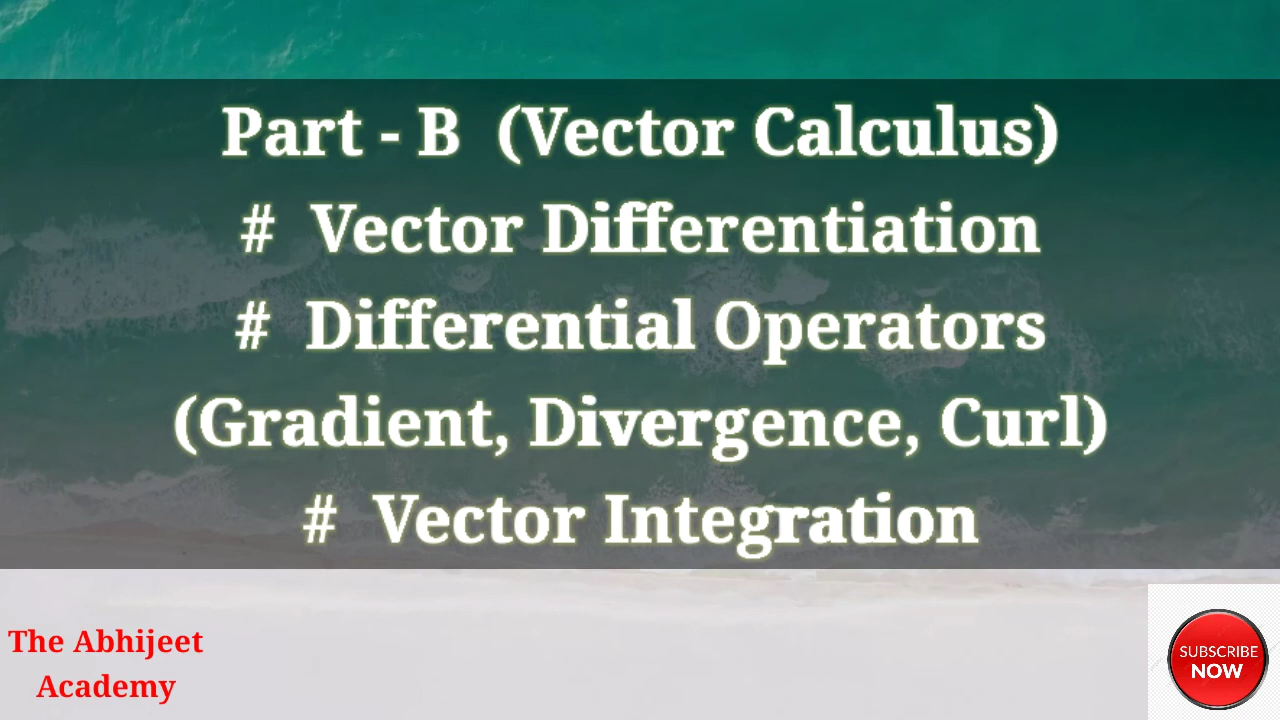 Part - B (Vector Calculus)
# Vector Differentiation
# Differential Operators
(Gradient, Divergence, Curl)
# Vector Integration
The Abhijeet
Academy
SUBSCRIBE
NOW